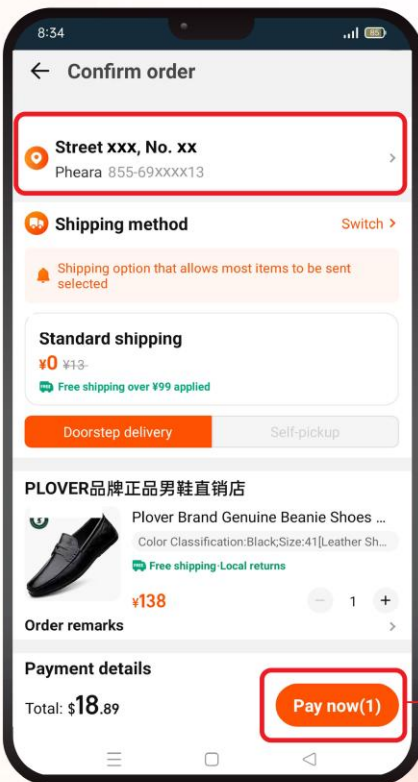 8:34
85
Confirm order
Street xxx, No. xx
Pheara 855-69XXXX13
Shipping method
Switch >
Shipping option that allows most items to be sent
selected
Standard shipping
¥0 ¥13
FREE Free shipping over ¥99 applied
Doorstep delivery
Self-pickup
PLOVER品牌正品男鞋直销店
Plover Brand Genuine Beanie Shoes ...
Color Classification:Black;Size:41[Leather Sh...
FREE Free shipping·Local returns
¥138
− 1 +
Order remarks
Payment details
Total: $18.89
Pay now(1)